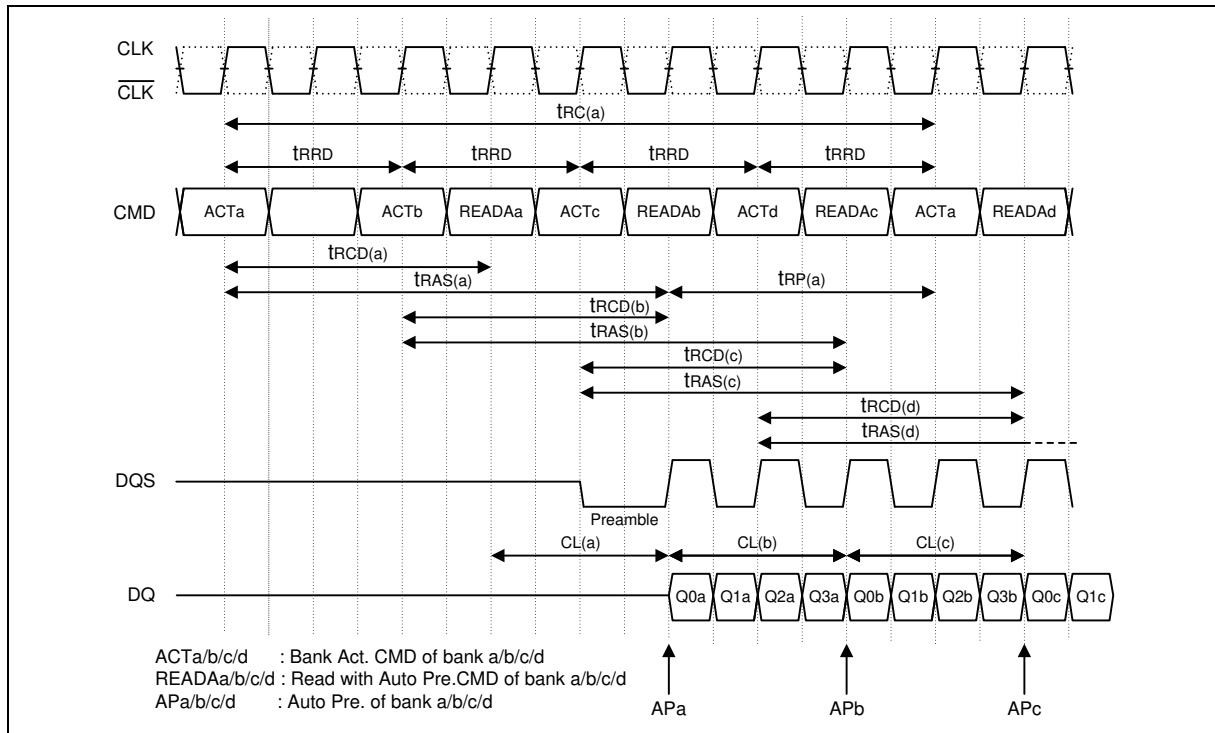 CLK
CLK
tRC(a)
tRRD tRRD tRRD tRRD
CMD ACTa ACTb READAa ACTc READAb ACTd READAc ACTa READAd
tRCD(a)
tRAS(a) tRP(a)
tRCD(b)
tRAS(b)
tRCD(c)
tRAS(c)
tRCD(d)
tRAS(d)
DQS
Preamble
CL(a) CL(b) CL(c)
DQ Q0a Q1a Q2a Q3a Q0b Q1b Q2b Q3b Q0c Q1c
ACTa/b/c/d : Bank Act. CMD of bank a/b/c/d
READAa/b/c/d : Read with Auto Pre.CMD of bank a/b/c/d
APa/b/c/d : Auto Pre. of bank a/b/c/d
APa APb APc